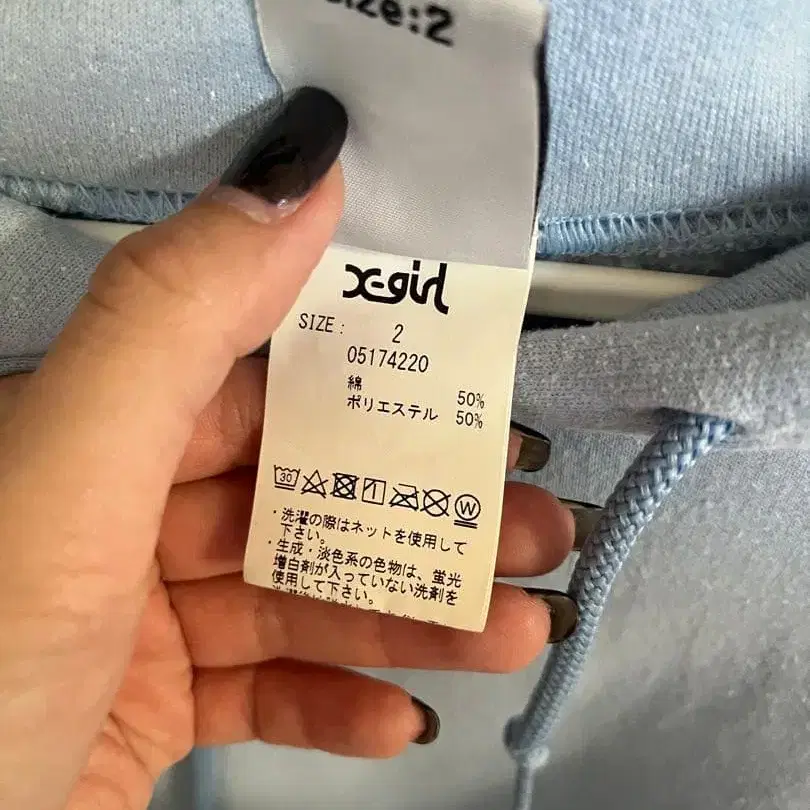 Size:2
X-girl
SIZE: 2
05174220
綿 50%
ポリエステル 50%
30
W
・洗濯の際はネットを使用して
下さい。
・生成・淡色系の色物は、蛍光
増白剤が入っていない洗剤を
使用して下さい。